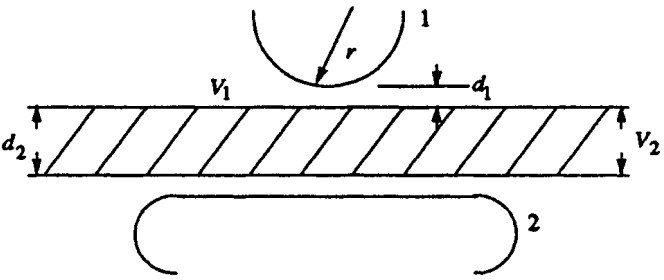 1
r
V₁
d₁
d₂
V₂
2